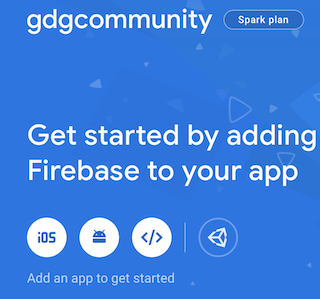 gdgcommunity
Spark plan
Get started by adding
Firebase to your app
iOS
Add an app to get started